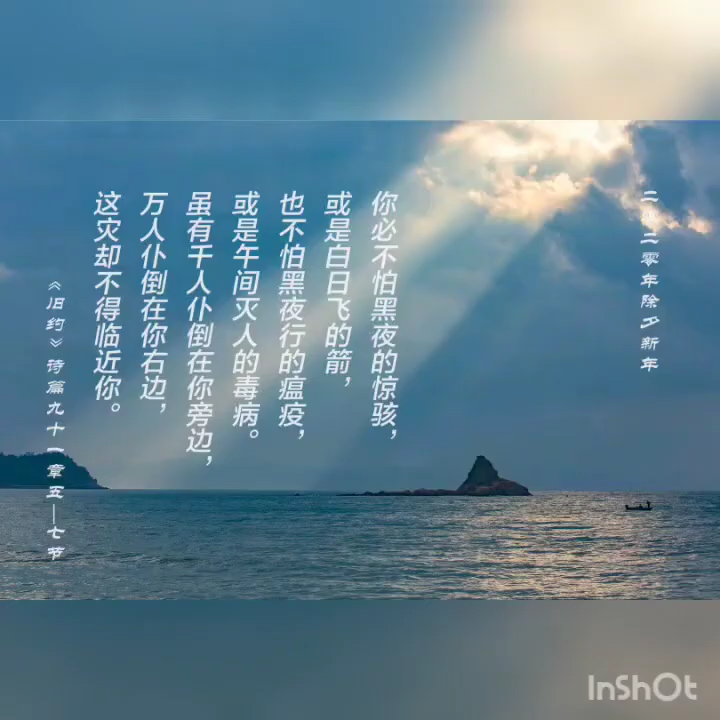 二〇二零年除夕新年
你必不怕黑夜的惊骇，
或是白日飞的箭，
也不怕黑夜行的瘟疫，
或是午间灭人的毒病。
虽有千人仆倒在你旁边，
万人仆倒在你右边，
这灾却不得临近你。
《旧约》诗篇九十一章五—七节
InShOt